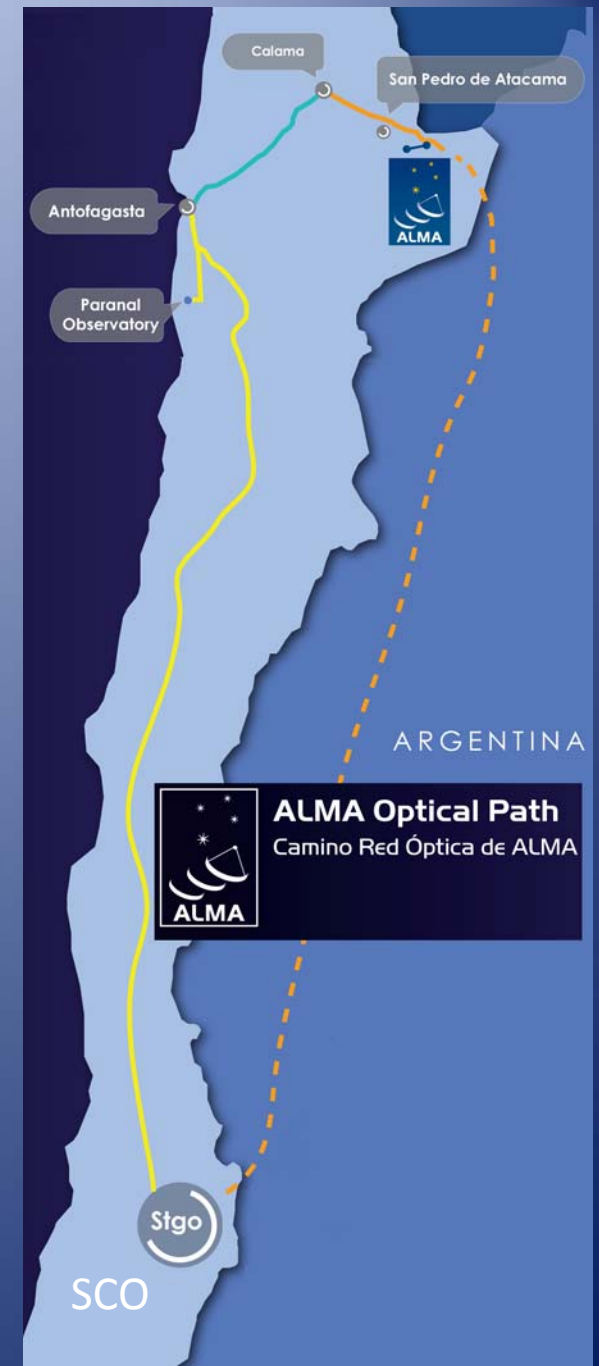 Calama
San Pedro de Atacama
ALMA
Antofagasta
Paranal
Observatory
ARGENTINA
ALMA Optical Path
Camino Red Óptica de ALMA
ALMA
Stgo
SCO